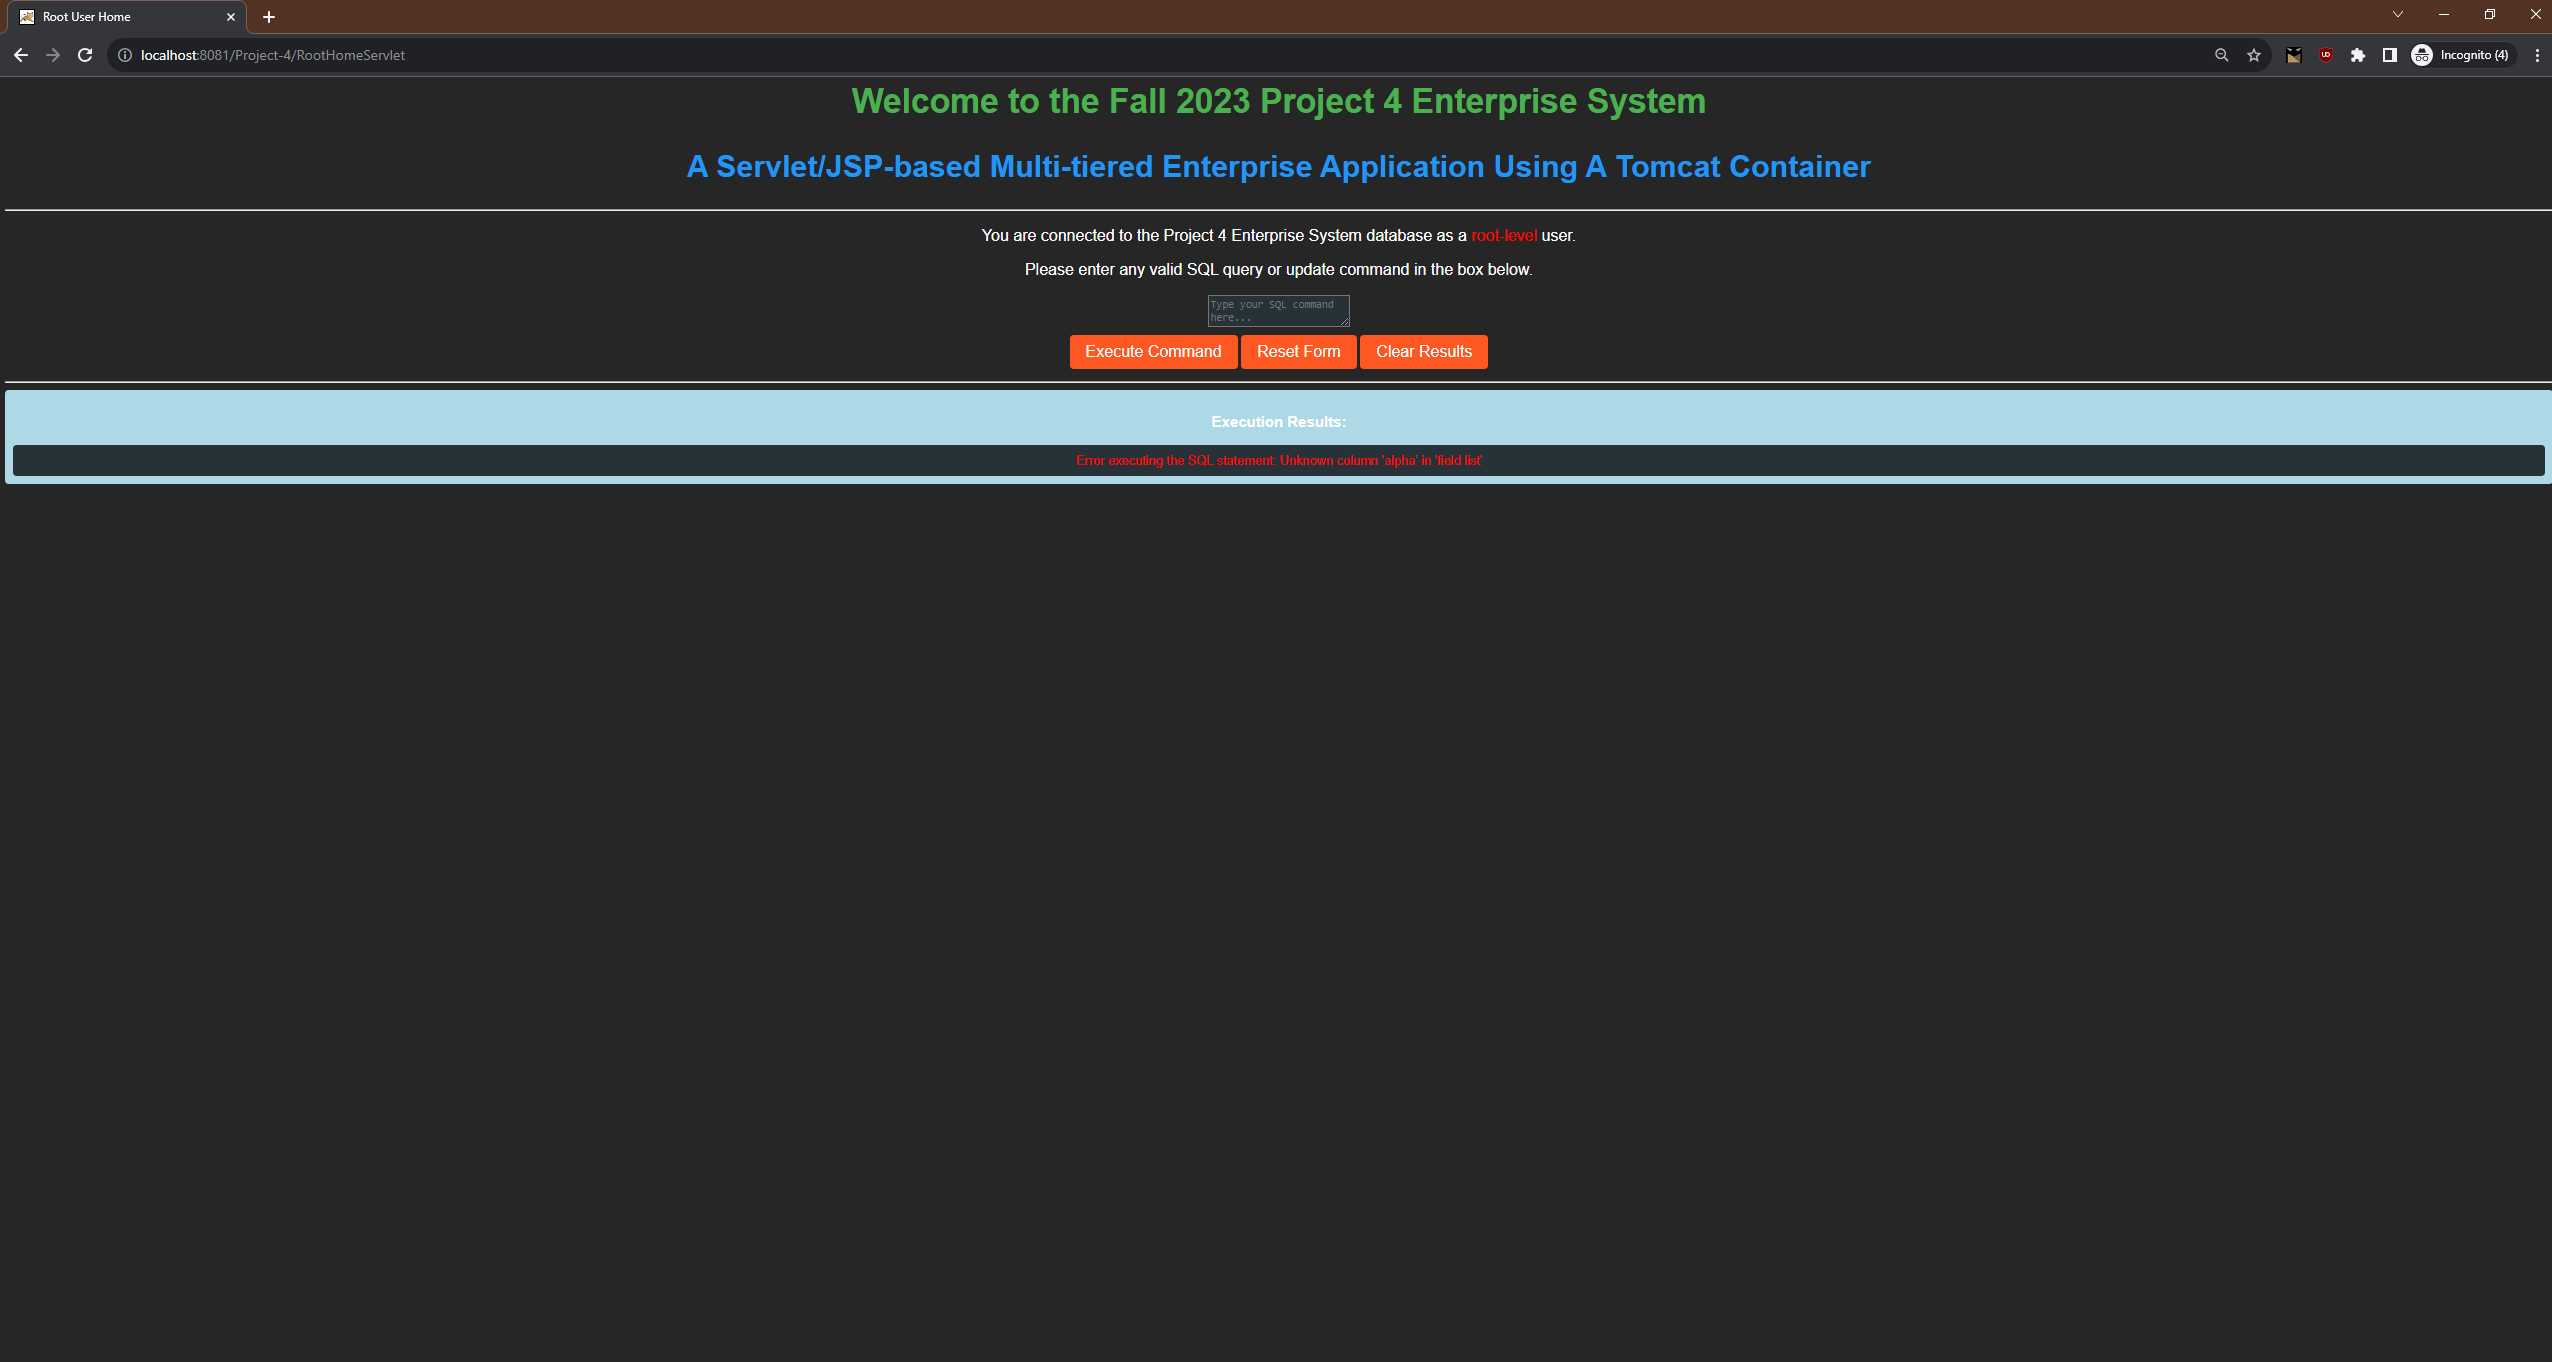 Root User Home
localhost:8081/Project-4/RootHomeServlet
Incognito (4)
Welcome to the Fall 2023 Project 4 Enterprise System
A Servlet/JSP-based Multi-tiered Enterprise Application Using A Tomcat Container
You are connected to the Project 4 Enterprise System database as a root-level user.
Please enter any valid SQL query or update command in the box below.
Type your SQL command
here...
Execute Command Reset Form Clear Results
Execution Results:
Error executing the SQL statement: Unknown column 'alpha' in 'field list'